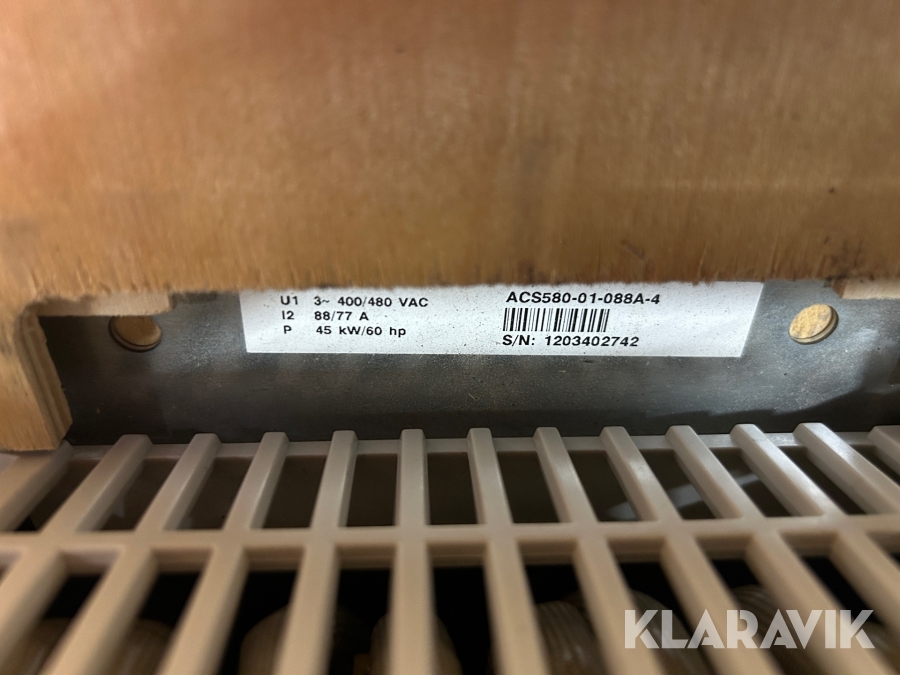 U1 3~ 400/480 VAC
I2 88/77 A
P 45 kW/60 hp
ACS580-01-088A-4
S/N: 1203402742
KLARAVIK